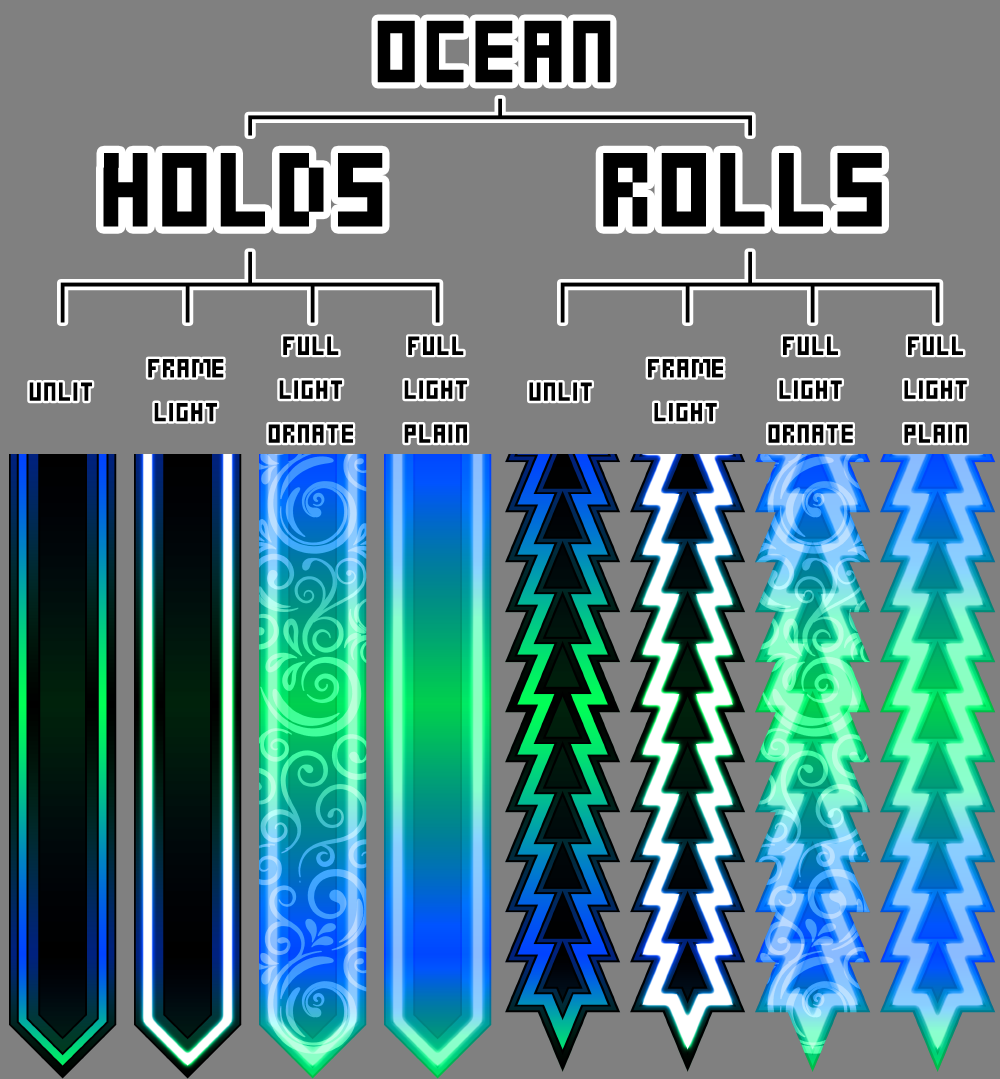 OCEAN
HOLDS
ROLLS
UNLIT
FRAME
LIGHT
FULL
LIGHT
ORNATE
FULL
LIGHT
PLAIN
UNLIT
FRAME
LIGHT
FULL
LIGHT
ORNATE
FULL
LIGHT
PLAIN